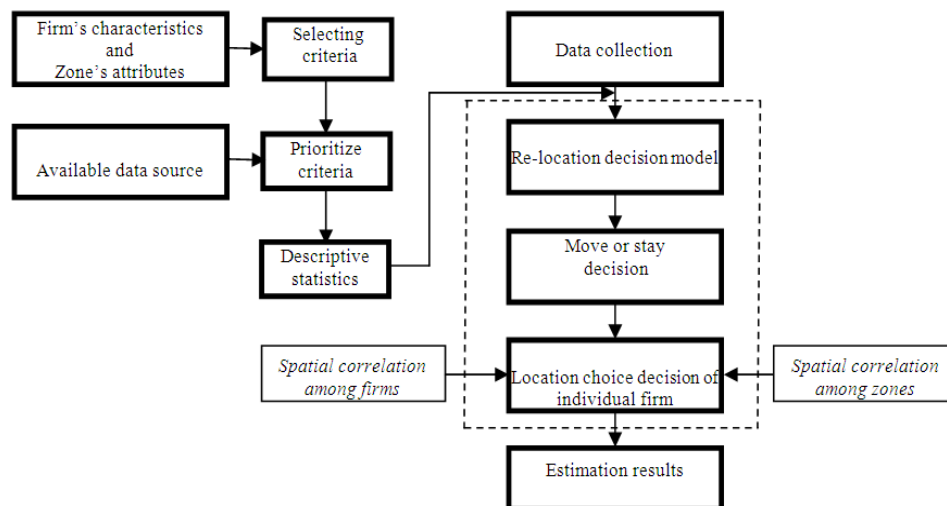 Firm's characteristics
and
Zone's attributes
Selecting
criteria
Data collection
Available data source
Prioritize
criteria
Re-location decision model
Descriptive
statistics
Move or stay
decision
Spatial correlation
among firms
Location choice decision of
individual firm
Spatial correlation
among zones
Estimation results